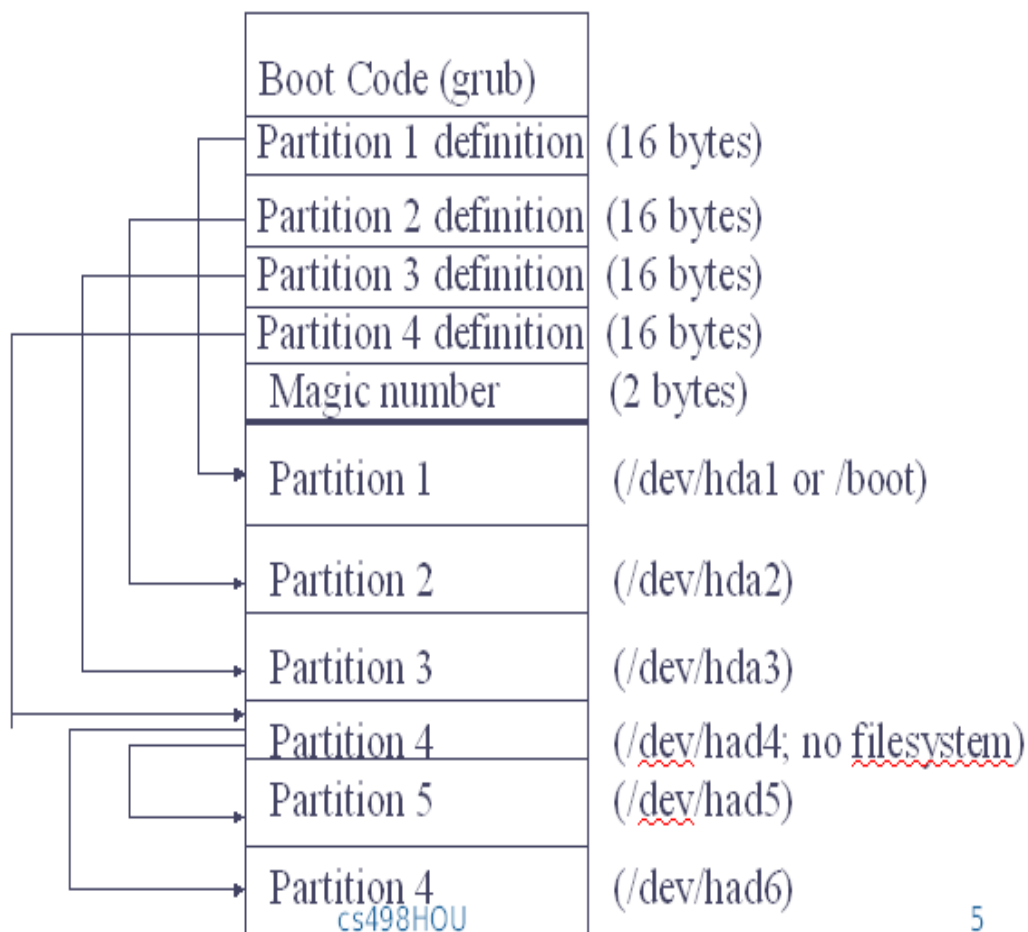 Boot Code (grub)
Partition 1 definition (16 bytes)
Partition 2 definition (16 bytes)
Partition 3 definition (16 bytes)
Partition 4 definition (16 bytes)
Magic number (2 bytes)
Partition 1 (/dev/hda1 or /boot)
Partition 2 (/dev/hda2)
Partition 3 (/dev/hda3)
Partition 4 (/dev/had4; no filesystem)
Partition 5 (/dev/had5)
Partition 4 (/dev/had6)
cs498HOU 5